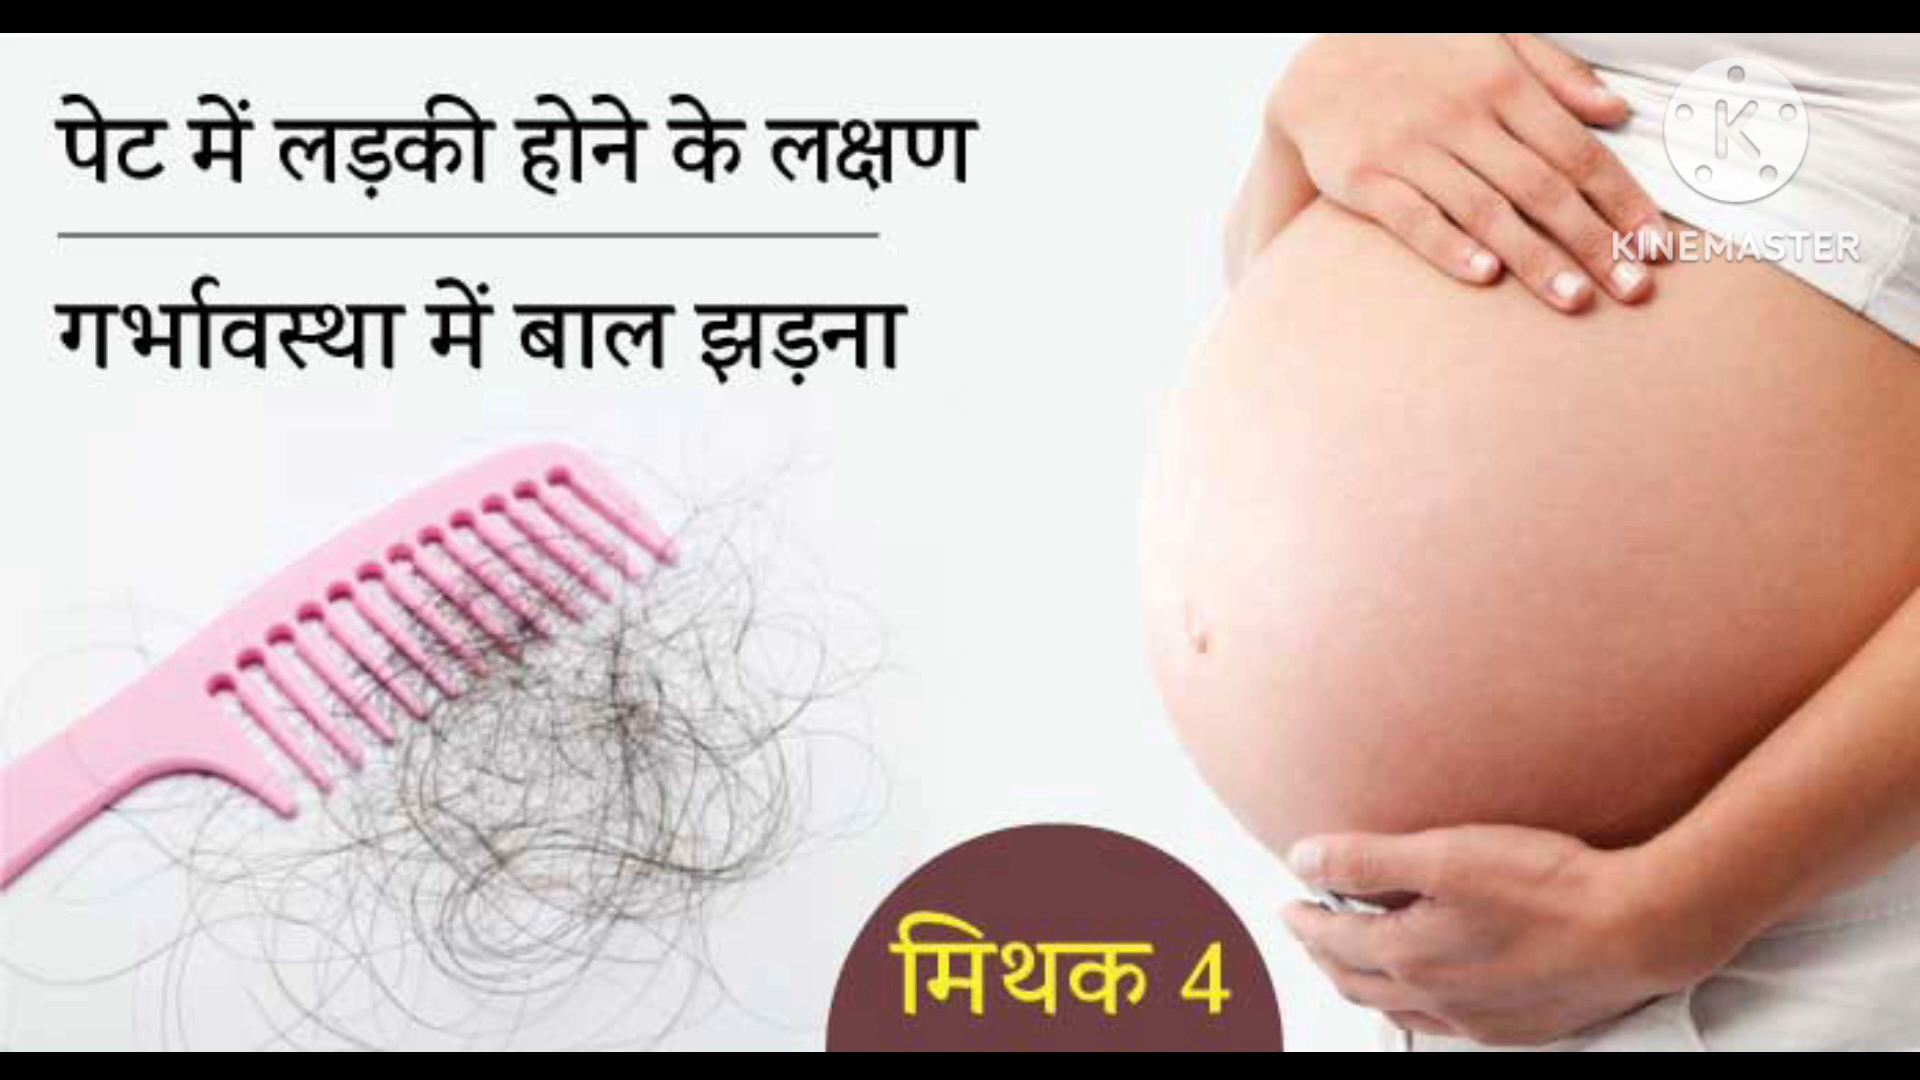 पेट में लड़की होने के लक्षण
गर्भावस्था में बाल झड़ना
K
KINEMASTER
मिथक 4